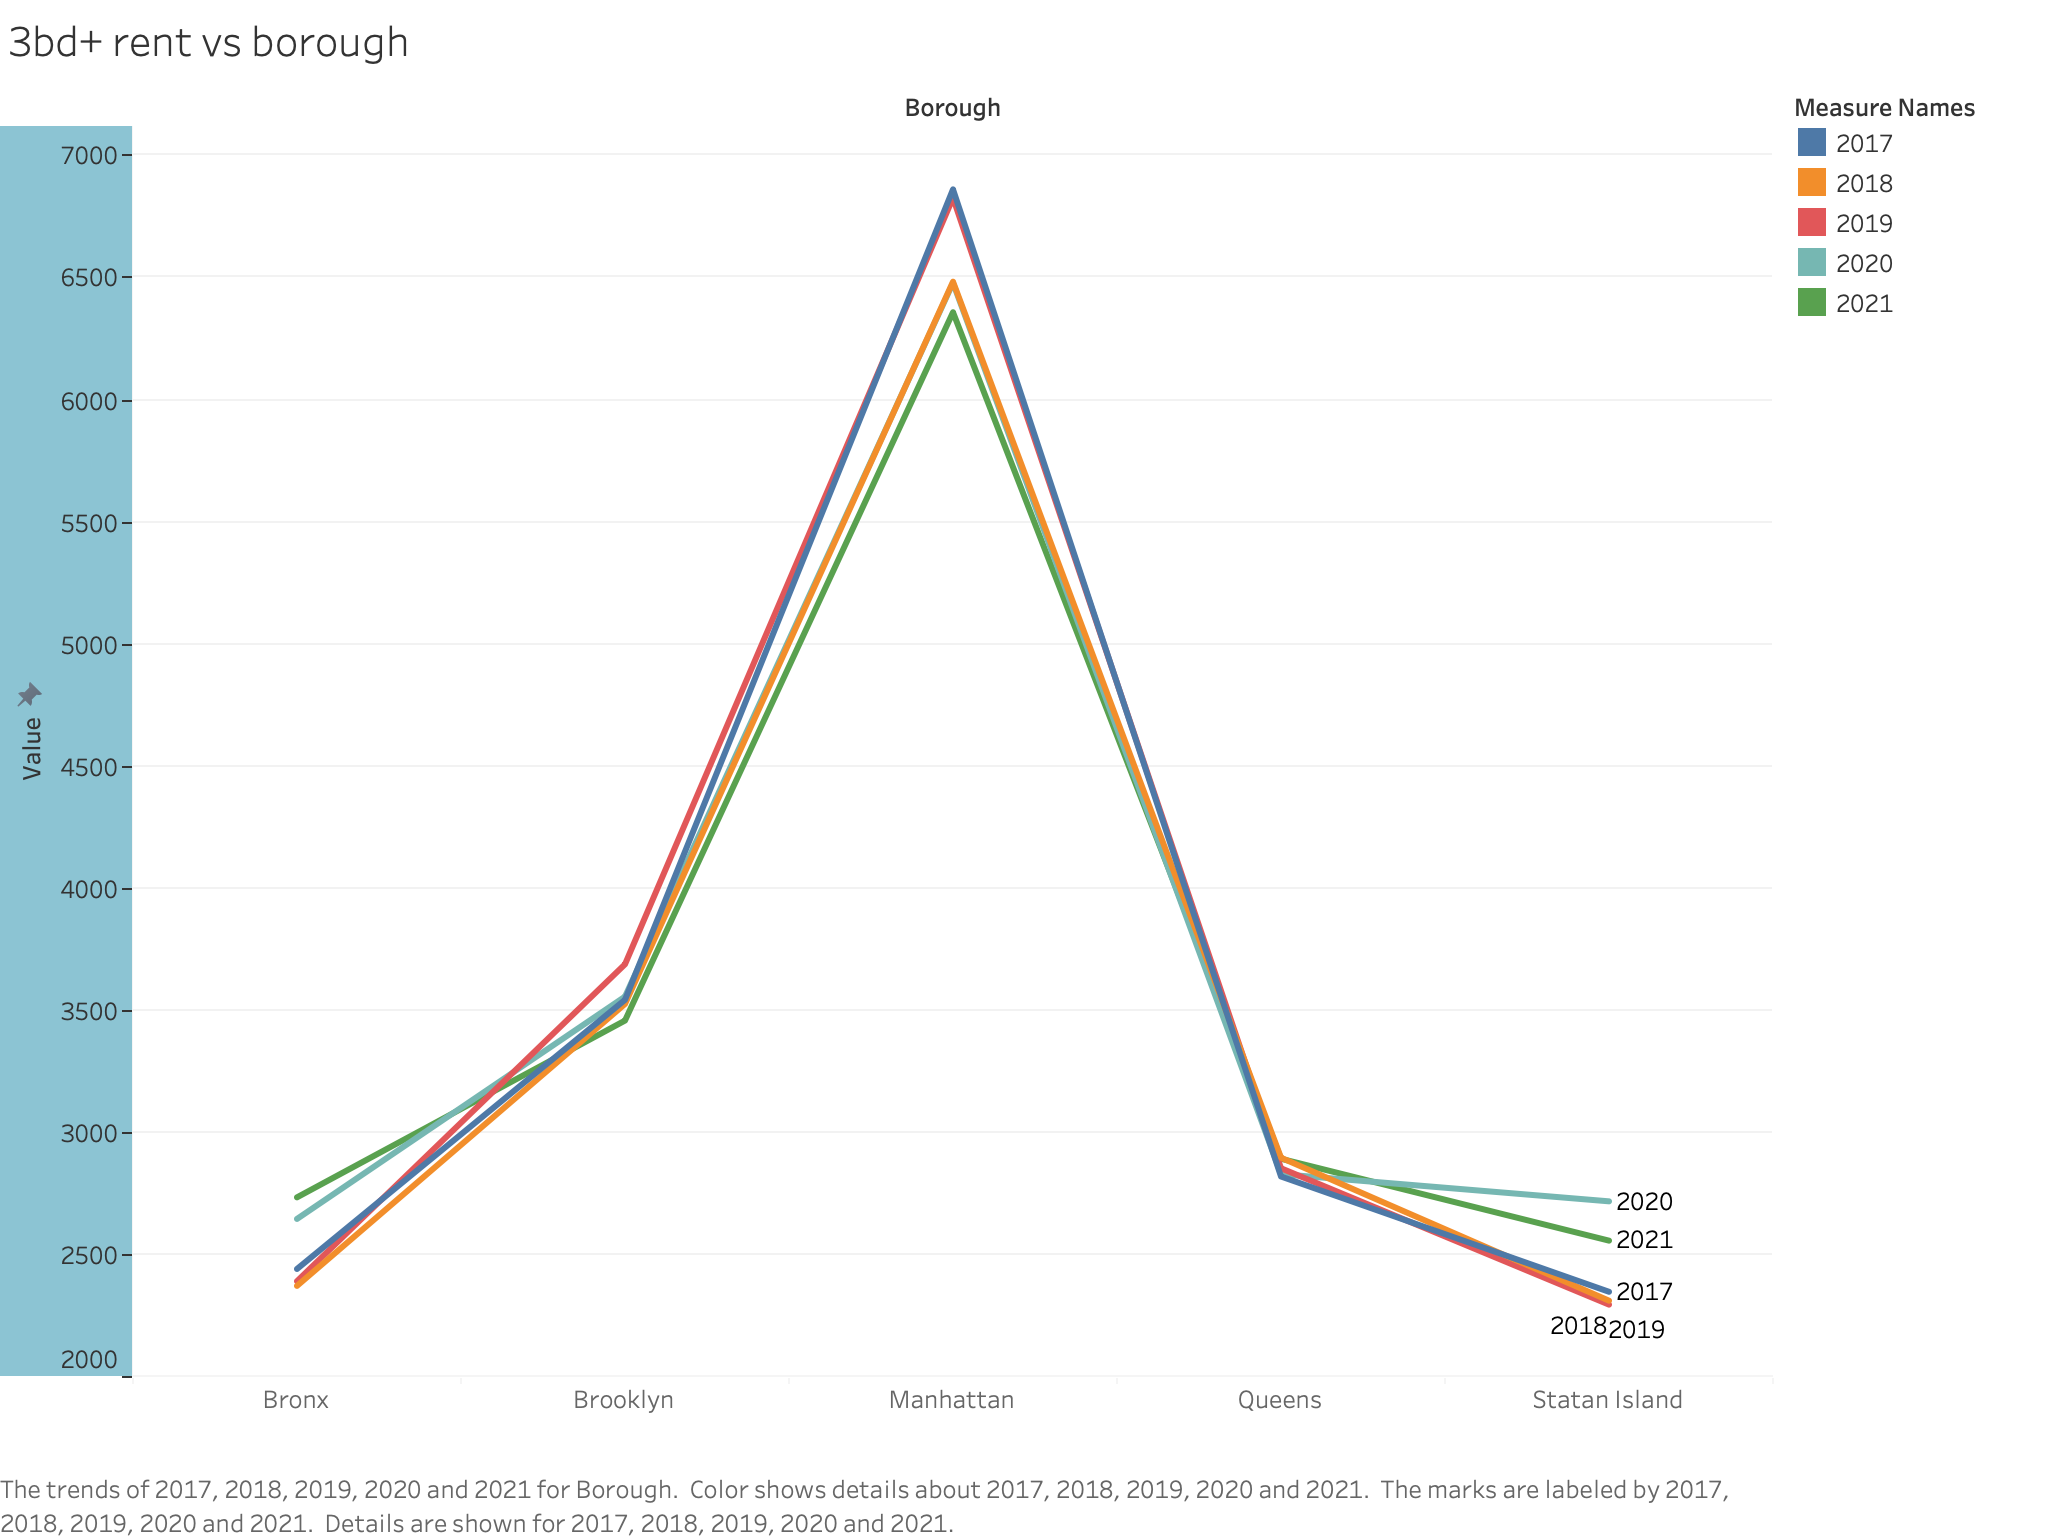 3bd+ rent vs borough
Borough
Measure Names
2017
2018
2019
2020
2021
7000
6500
6000
5500
5000
4500
4000
3500
3000
2500
2000
Value
2020
2021
2017
2018 2019
Bronx Brooklyn Manhattan Queens Statan Island
The trends of 2017, 2018, 2019, 2020 and 2021 for Borough.  Color shows details about 2017, 2018, 2019, 2020 and 2021.  The marks are labeled by 2017,
2018, 2019, 2020 and 2021.  Details are shown for 2017, 2018, 2019, 2020 and 2021.